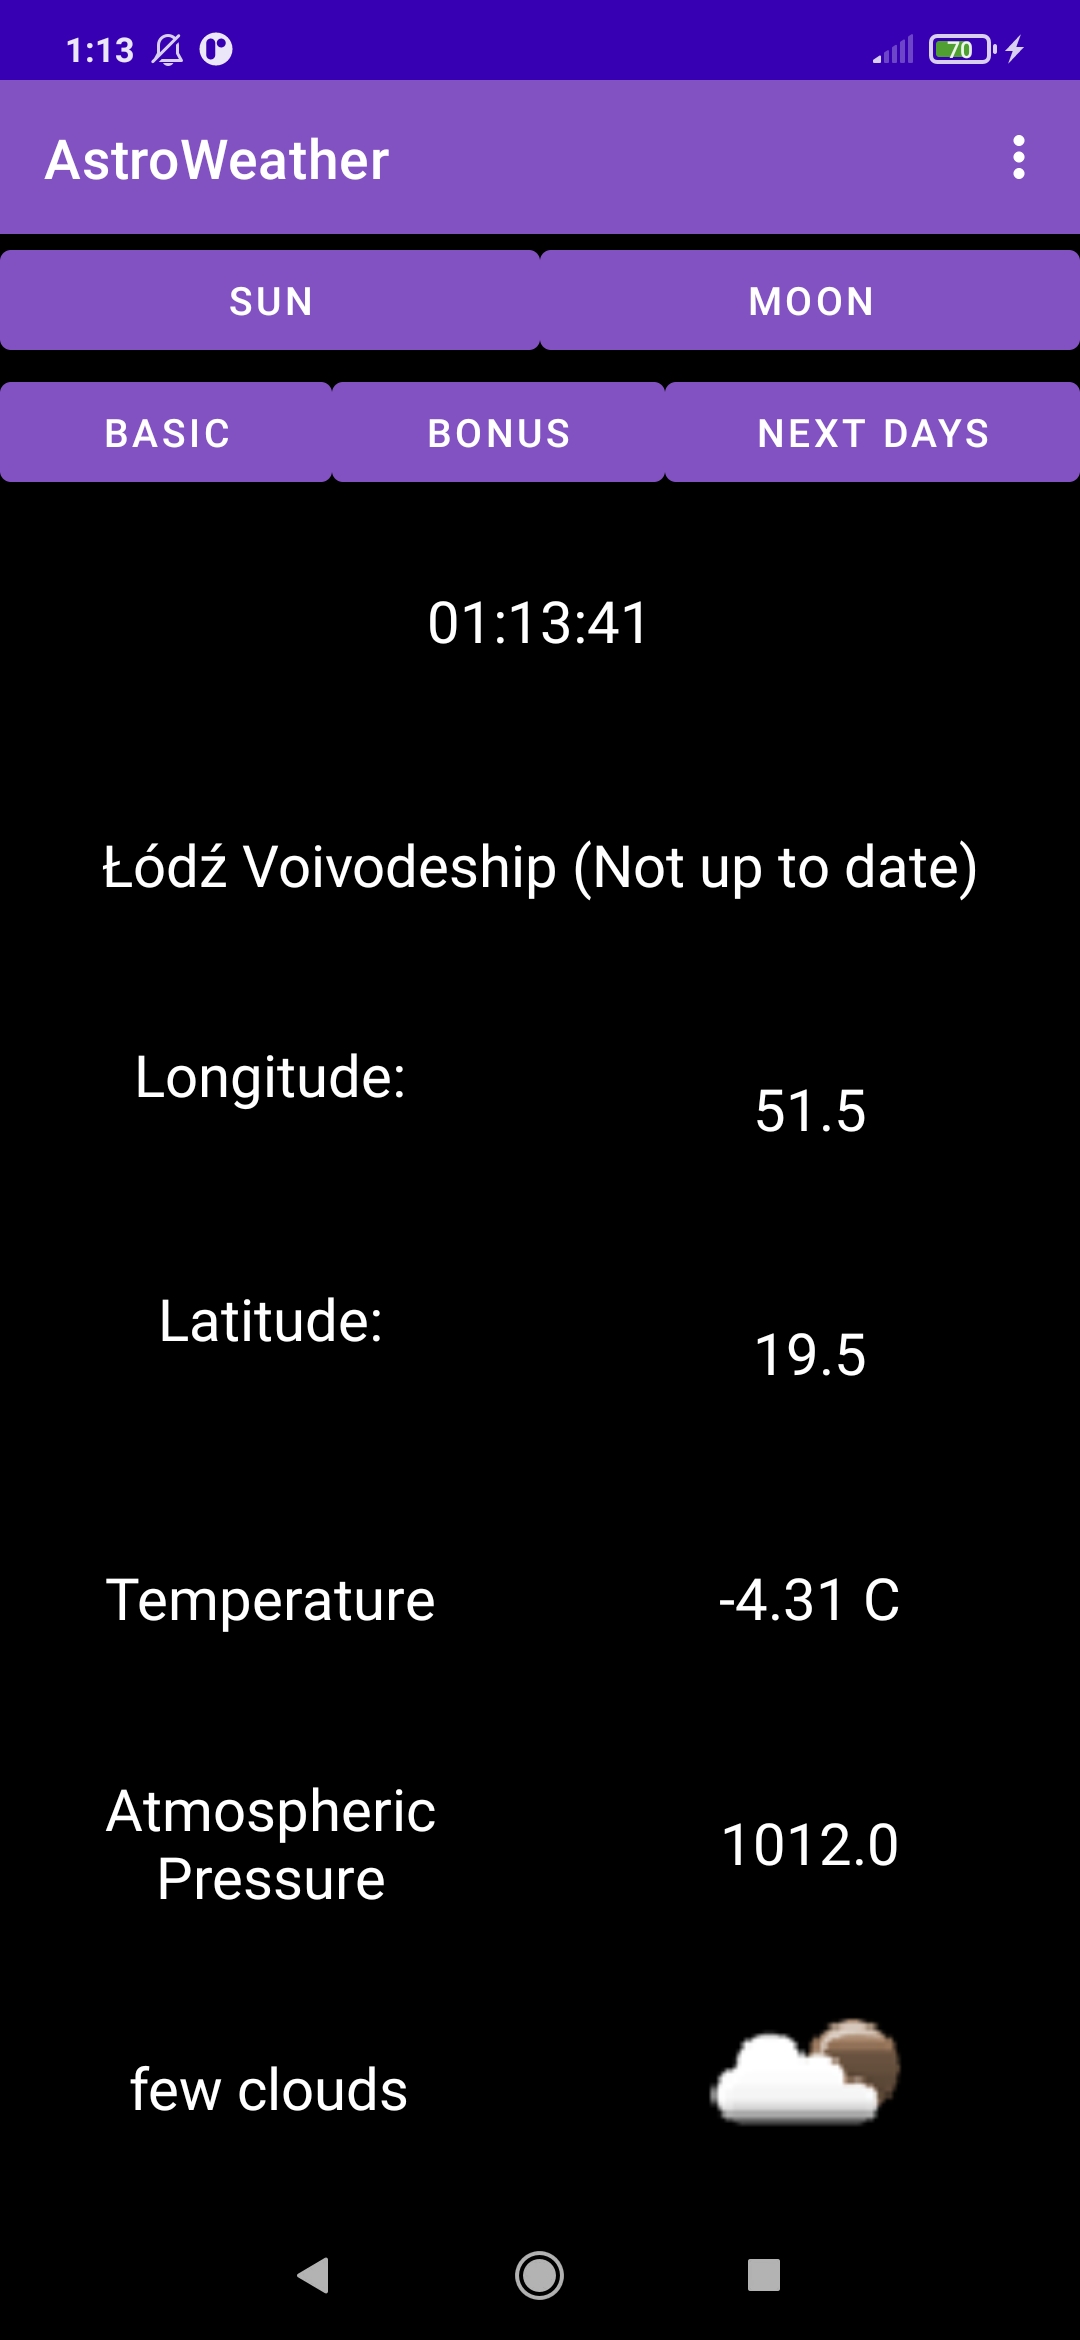 1:13
70
AstroWeather
SUN
MOON
BASIC
BONUS
NEXT DAYS
01:13:41
Łódź Voivodeship (Not up to date)
Longitude:
51.5
Latitude:
19.5
Temperature
-4.31 C
Atmospheric
Pressure
1012.0
few clouds